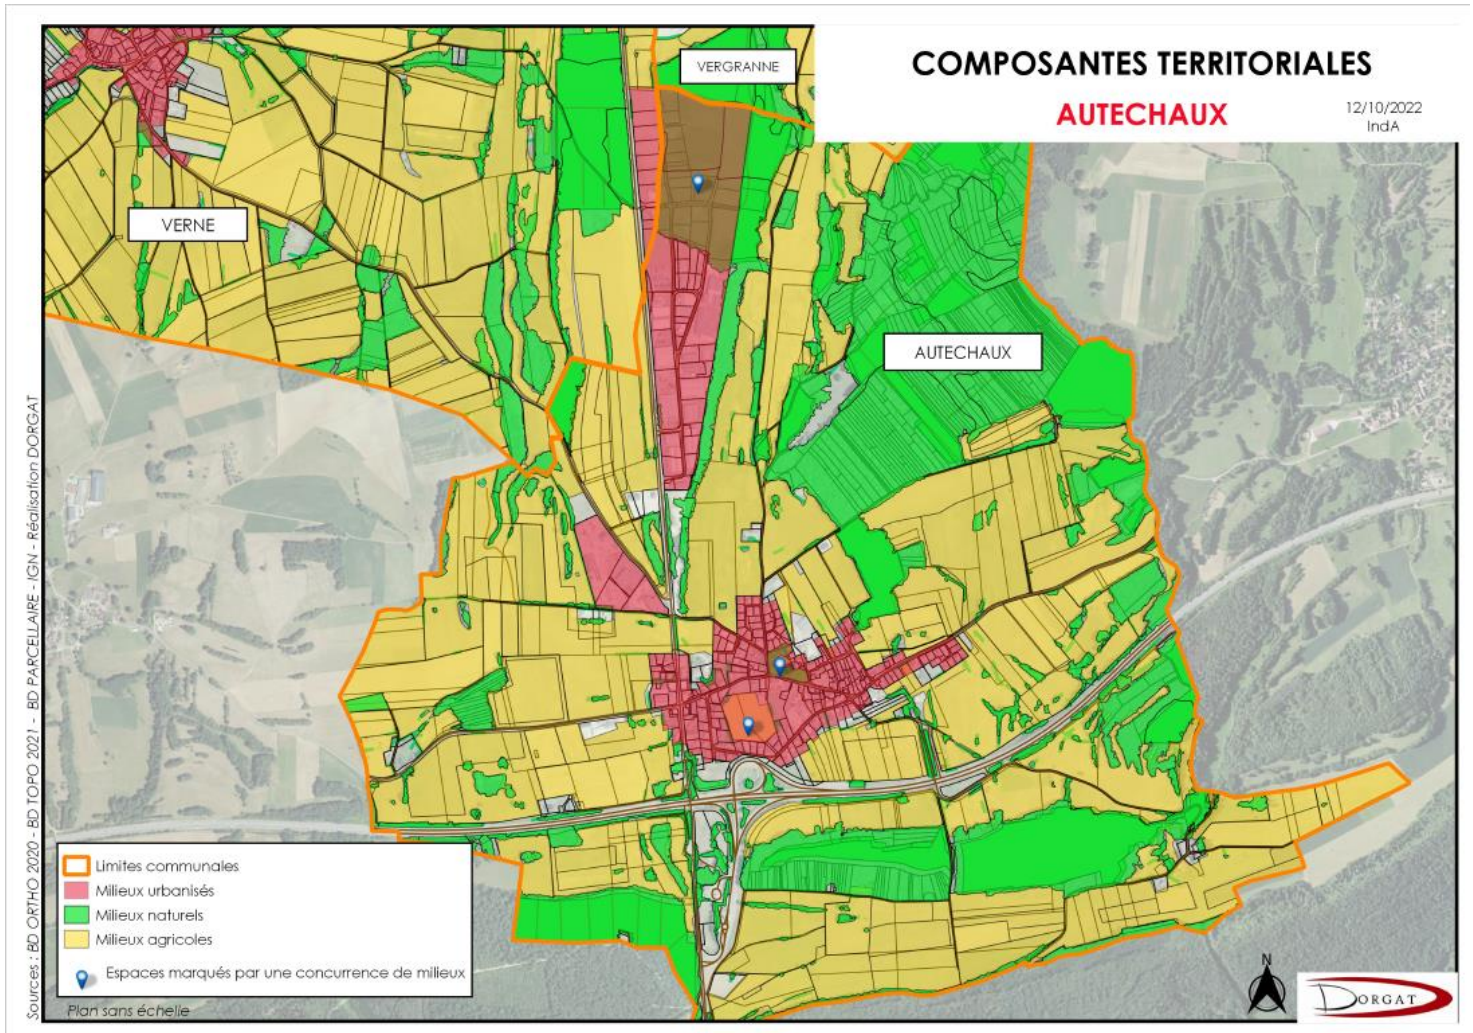 COMPOSANTES TERRITORIALES
AUTECHAUX
12/10/2022
IndA
VERGRANNE
VERNE
AUTECHAUX
Sources : BD ORTHO 2020 - BD TOPO 2021 - BD PARCELLAIRE - IGN - Réalisation DORGAT
Limites communales
Milieux urbanisés
Milieux naturels
Milieux agricoles
Espaces marqués par une concurrence de milieux
Plan sans échelle
N
DORGAT